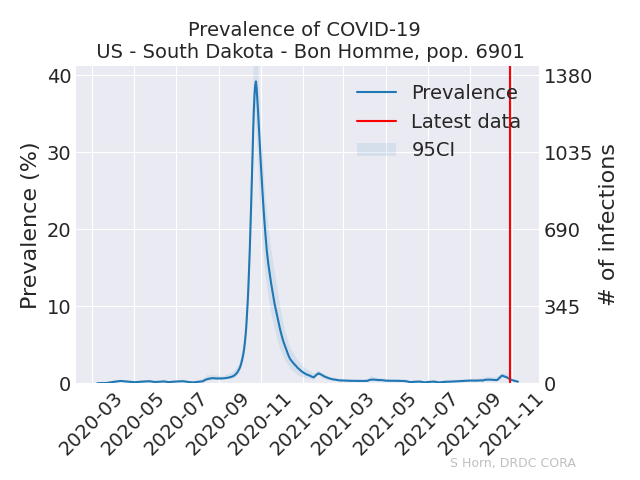 Prevalence of COVID-19
US - South Dakota - Bon Homme, pop. 6901
Prevalence (%)
40
30
20
10
0
1380
1035
690
345
0
# of infections
Prevalence
Latest data
95CI
2020-03
2020-05
2020-07
2020-09
2020-11
2021-01
2021-03
2021-05
2021-07
2021-09
2021-11
S Horn, DRDC CORA